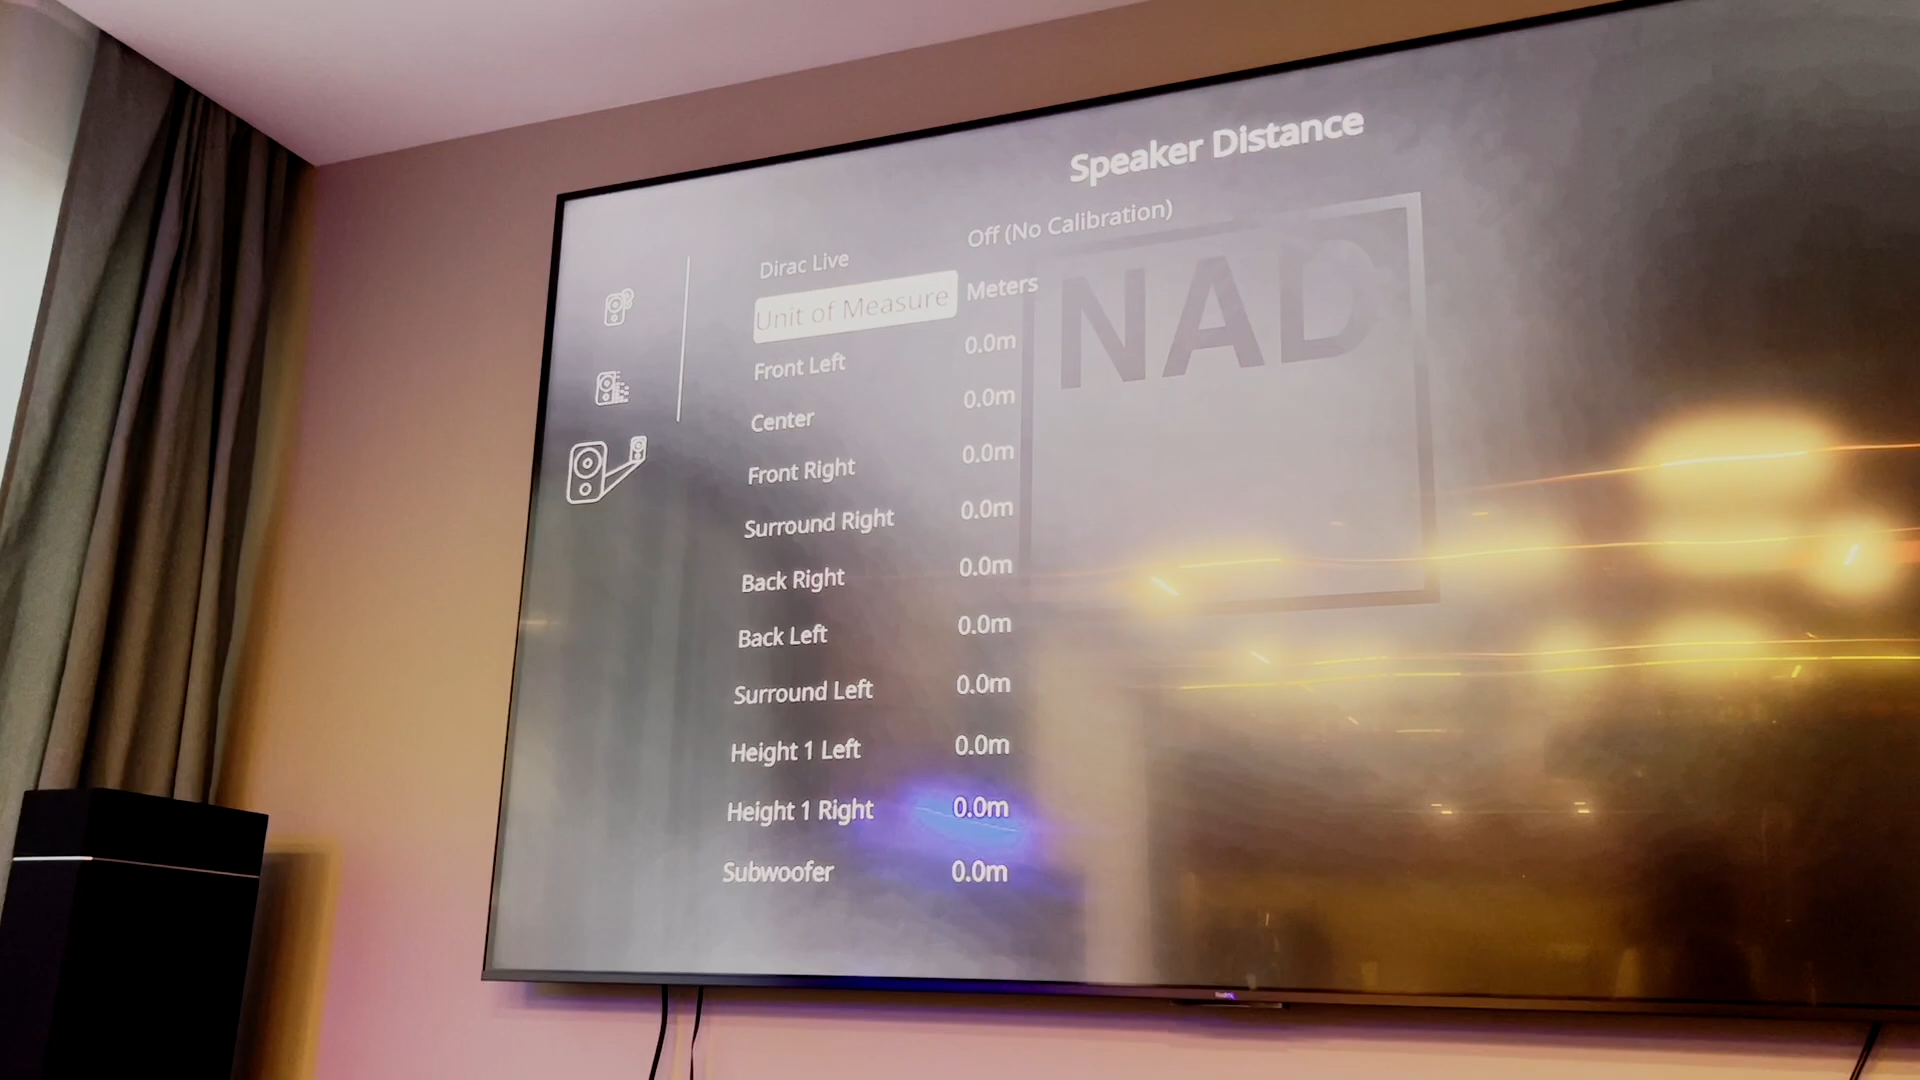 Speaker Distance
Dirac Live Off (No Calibration)
Unit of Measure Meters
Front Left 0.0m
Center 0.0m
Front Right 0.0m
Surround Right 0.0m
Back Right 0.0m
Back Left 0.0m
Surround Left 0.0m
Height 1 Left 0.0m
Height 1 Right 0.0m
Subwoofer 0.0m
NAD